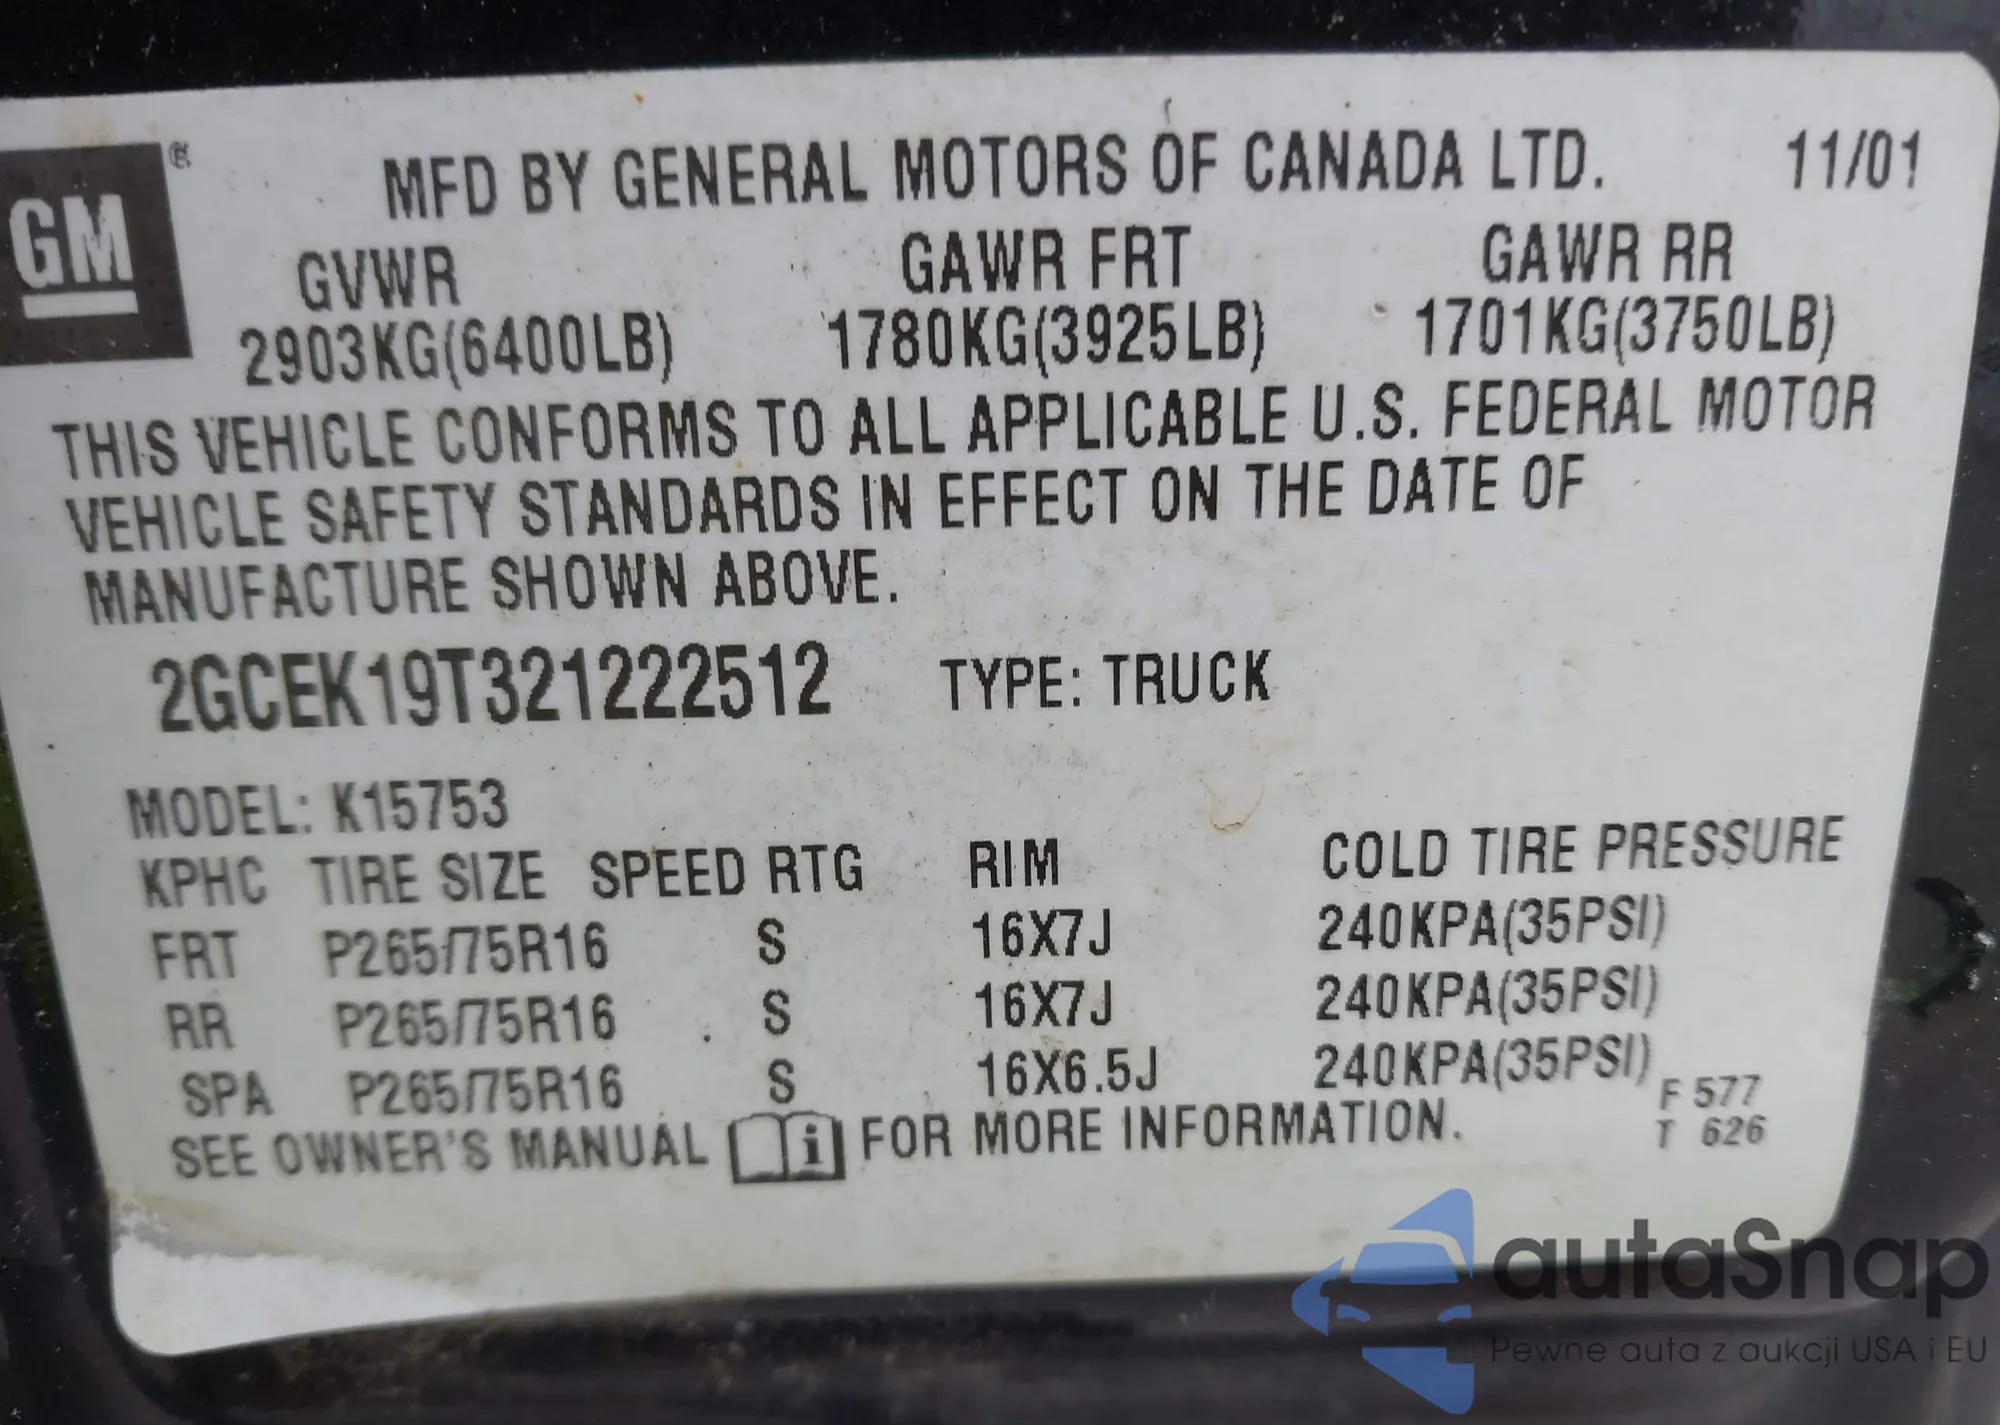 GM ®
MFD BY GENERAL MOTORS OF CANADA LTD. 11/01
GVWR GAWR FRT GAWR RR
2903KG(6400LB) 1780KG(3925LB) 1701KG(3750LB)
THIS VEHICLE CONFORMS TO ALL APPLICABLE U.S. FEDERAL MOTOR
VEHICLE SAFETY STANDARDS IN EFFECT ON THE DATE OF
MANUFACTURE SHOWN ABOVE.
2GCEK19T321222512 TYPE: TRUCK
MODEL: K15753
KPHC TIRE SIZE SPEED RTG RIM COLD TIRE PRESSURE
FRT P265/75R16 S 16X7J 240KPA(35PSI)
RR P265/75R16 S 16X7J 240KPA(35PSI)
SPA P265/75R16 S 16X6.5J 240KPA(35PSI)
SEE OWNER'S MANUAL i FOR MORE INFORMATION.
F 577
T 626
autaSnap
Pewne auta z aukcji USA i EU